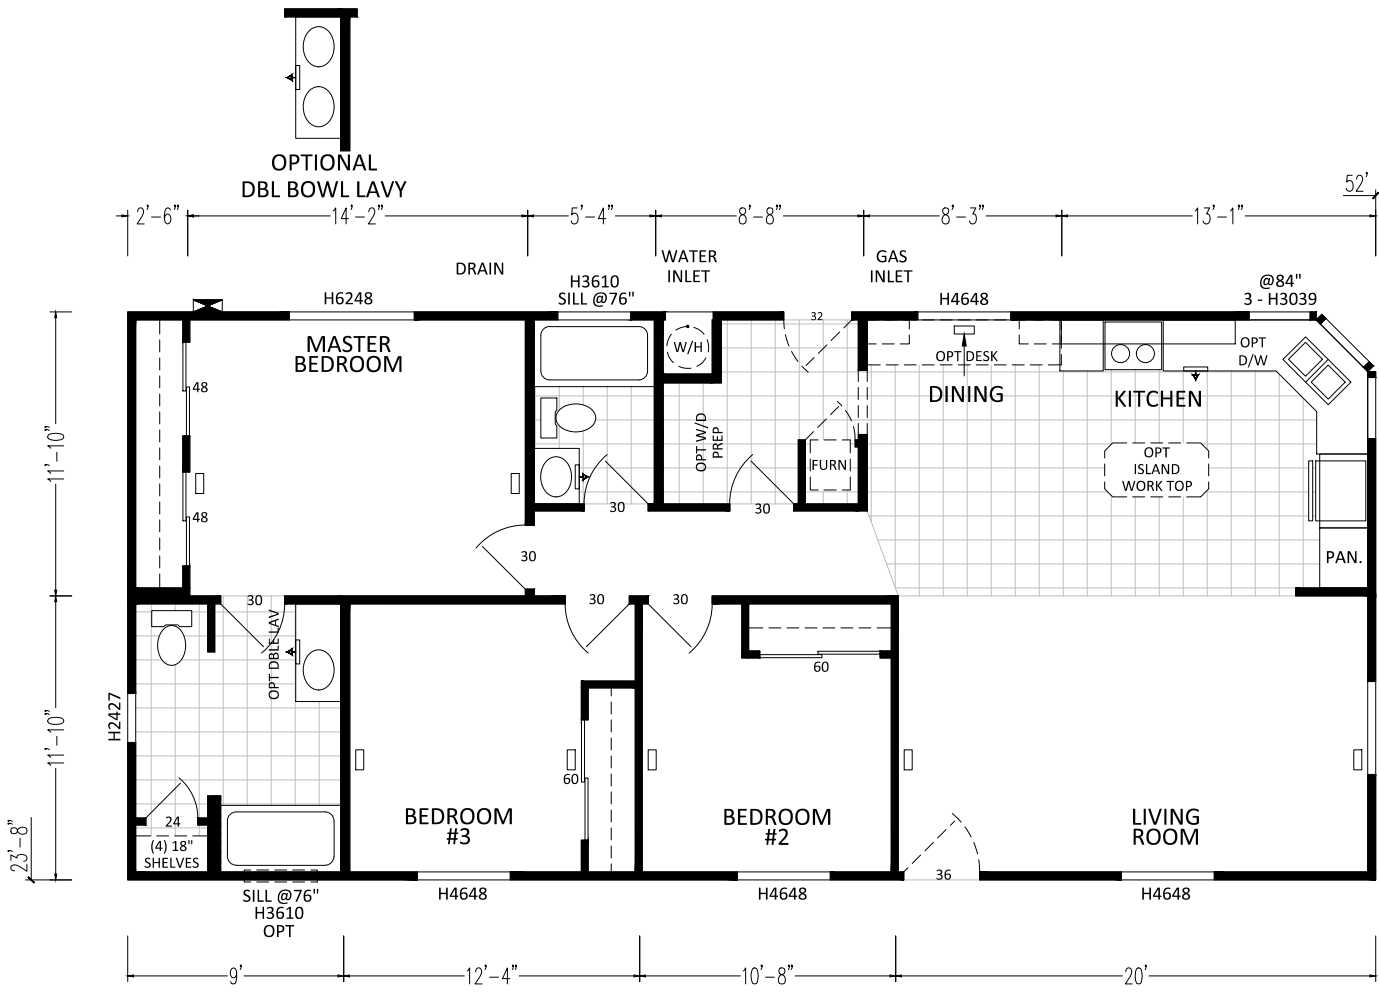 OPTIONAL
DBL BOWL LAVY
52'
2'-6"
14'-2"
5'-4"
8'-8"
8'-3"
13'-1"
DRAIN
WATER
INLET
GAS
INLET
H6248
H3610
SILL @76"
H4648
@84"
3 - H3039
MASTER
BEDROOM
W/H
32
OPT DESK
OPT
D/W
DINING
KITCHEN
48
48
OPT W/D
PREP
FURN
OPT
ISLAND
WORK TOP
11'-10"
30
30
30
PAN.
30
30
30
OPT DBLE LAV
60
H2427
11'-10"
60
BEDROOM
#3
BEDROOM
#2
LIVING
ROOM
24
(4) 18"
SHELVES
23'-8"
36
SILL @76"
H3610
OPT
H4648
H4648
H4648
9'
12'-4"
10'-8"
20'